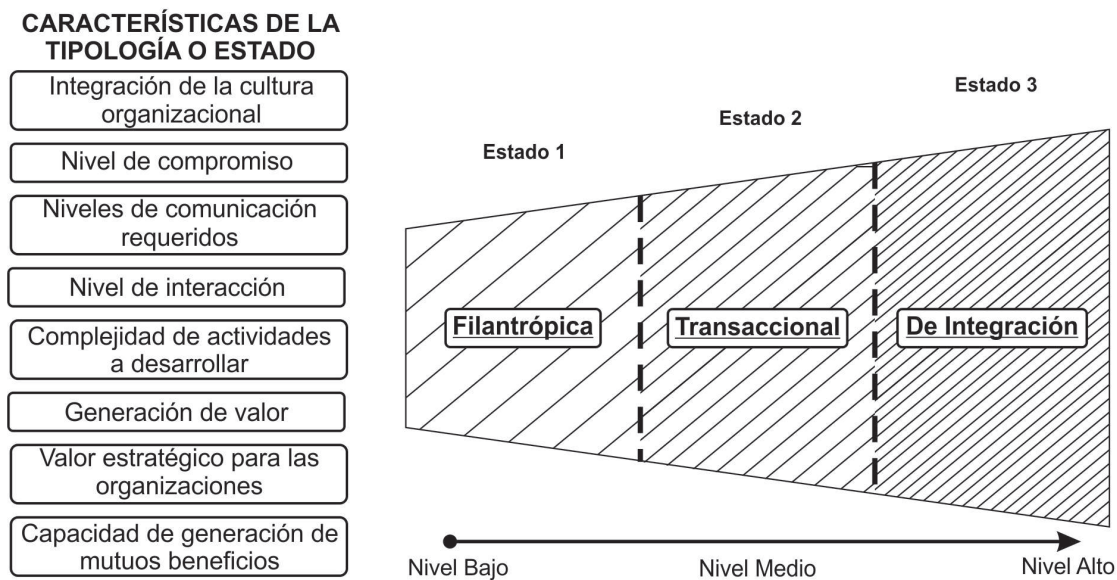 CARACTERÍSTICAS DE LA
TIPOLOGÍA O ESTADO
Integración de la cultura
organizacional
Nivel de compromiso
Niveles de comunicación
requeridos
Nivel de interacción
Complejidad de actividades
a desarrollar
Generación de valor
Valor estratégico para las
organizaciones
Capacidad de generación de
mutuos beneficios
Estado 1
Estado 2
Estado 3
Filantrópica
Transaccional
De Integración
Nivel Bajo
Nivel Medio
Nivel Alto